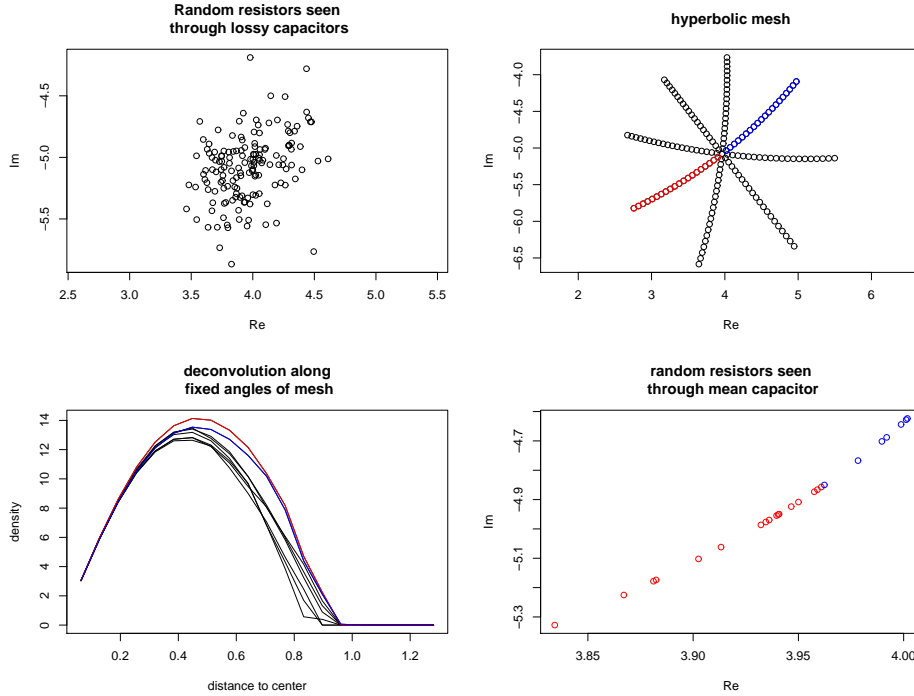 Random resistors seen
through lossy capacitors
Im
−4.5
−5.0
−5.5
2.5 3.0 3.5 4.0 4.5 5.0 5.5
Re
hyperbolic mesh
Im
−4.0
−4.5
−5.0
−5.5
−6.0
−6.5
2 3 4 5 6
Re
deconvolution along
fixed angles of mesh
density
14
12
10
8
6
4
2
0
0.2 0.4 0.6 0.8 1.0 1.2
distance to center
random resistors seen
through mean capacitor
Im
−4.7
−4.9
−5.1
−5.3
3.85 3.90 3.95 4.00
Re